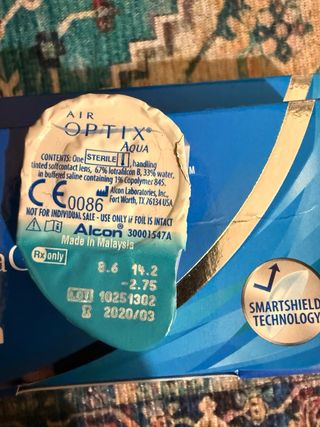 AIR
OPTIX®
AQUA
CONTENTS: One STERILE, handling
tinted soft contact lens, 67% lotrafilcon B, 33% water,
in buffered saline containing 1% Copolymer 845.
CE 0086 Alcon Laboratories, Inc.
Fort Worth, TX 76134 USA
NOT FOR INDIVIDUAL SALE - USE ONLY IF FOIL IS INTACT
Alcon® 30001547A
Made in Malaysia
Rx only
8.6 14.2
-2.75
LOT 10251302
2020/03
SMARTSHIELD
TECHNOLOGY